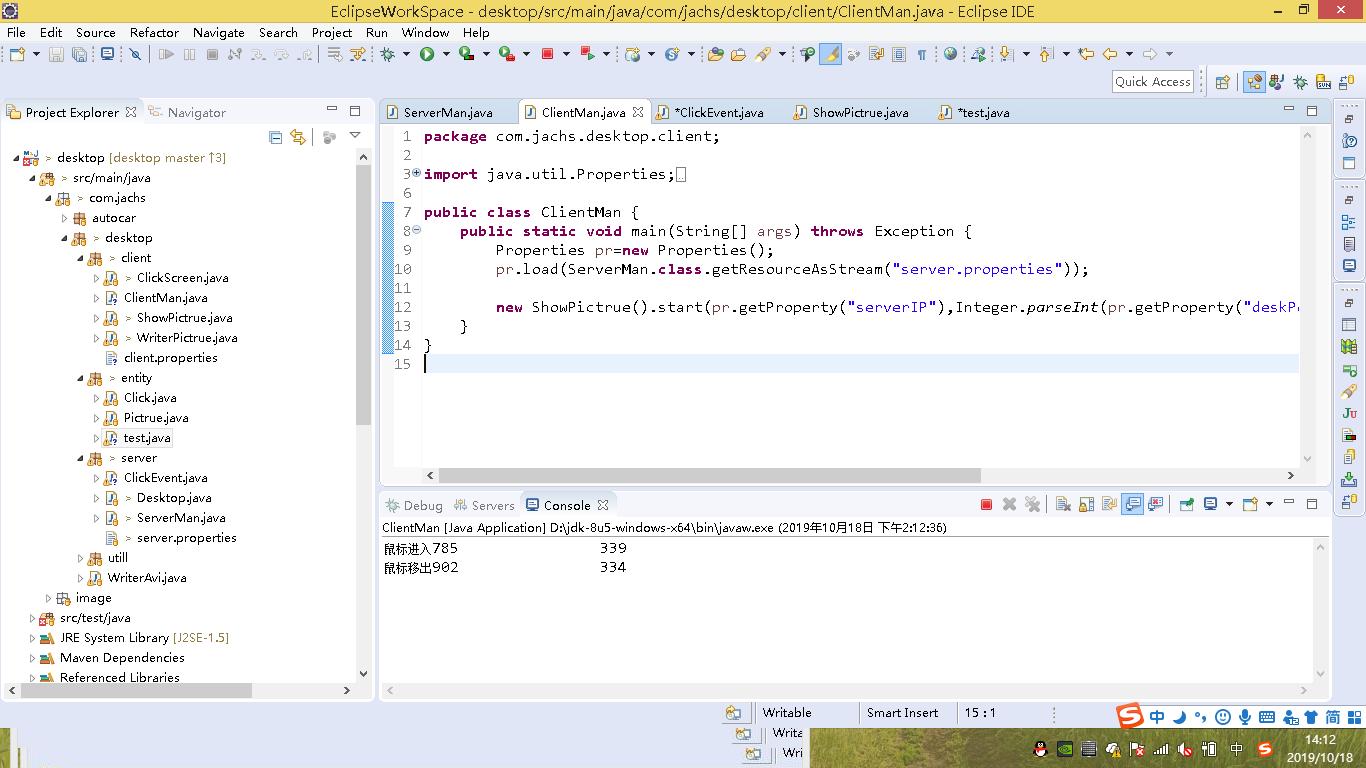 EclipseWorkSpace - desktop/src/main/java/com/jachs/desktop/client/ClientMan.java - Eclipse IDE
File Edit Source Refactor Navigate Search Project Run Window Help
Quick Access
Project Explorer Navigator
> desktop [desktop master ↑3]
> src/main/java
> com.jachs
autocar
> desktop
> client
> ClickScreen.java
> ClientMan.java
> ShowPictrue.java
> WriterPictrue.java
client.properties
> entity
Click.java
Pictrue.java
test.java
> server
ClickEvent.java
> Desktop.java
> ServerMan.java
> server.properties
> utill
WriterAvi.java
image
src/test/java
JRE System Library [J2SE-1.5]
Maven Dependencies
Referenced Libraries
ServerMan.java ClientMan.java *ClickEvent.java ShowPictrue.java *test.java
1 package com.jachs.desktop.client;
2
3 import java.util.Properties;
6
7 public class ClientMan {
8 public static void main(String[] args) throws Exception {
9 Properties pr=new Properties();
10 pr.load(ServerMan.class.getResourceAsStream("server.properties"));
11
12 new ShowPictrue().start(pr.getProperty("serverIP"),Integer.parseInt(pr.getProperty("deskP
13 }
14 }
15
Debug Servers Console
ClientMan [Java Application] D:\jdk-8u5-windows-x64\bin\javaw.exe (2019年10月18日 下午2:12:36)
鼠标进入785 339
鼠标移出902 334
Ju
Writable Smart Insert 15 : 1
中 简
Writa
Wri
中
14:12
2019/10/18